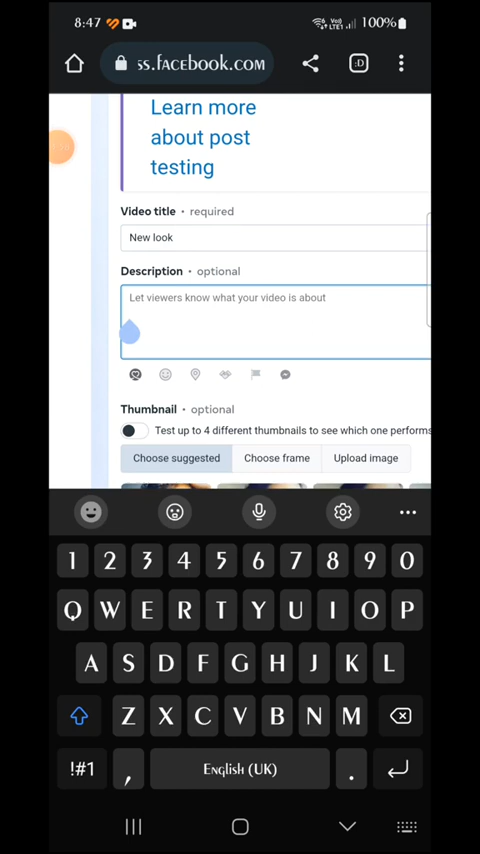 8:47
LTE1 100%
ss.facebook.com
:D
Learn more
about post
testing
Video title • required
New look
Description • optional
Let viewers know what your video is about
Thumbnail • optional
Test up to 4 different thumbnails to see which one performs
Choose suggested Choose frame Upload image
1 2 3 4 5 6 7 8 9 0
Q W E R T Y U I O P
A S D F G H J K L
Z X C V B N M
!#1 , English (UK) .